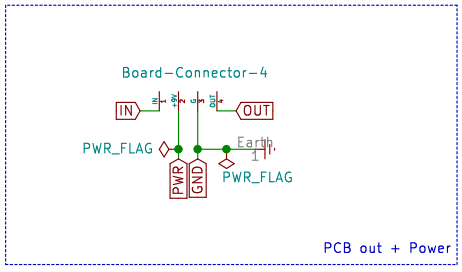 Board-Connector-4
IN
1
+9V
2
G
3
OUT
4
IN
OUT
PWR_FLAG
Earth
1
PWR
GND
PWR_FLAG
PCB out + Power